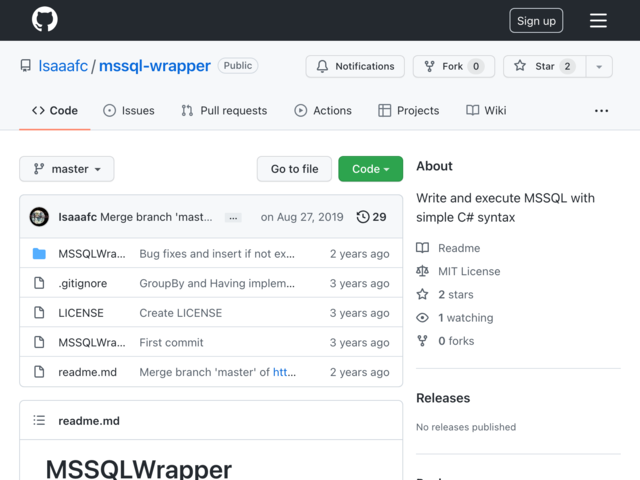 Sign up
Isaaafc / mssql-wrapper Public
Notifications Fork 0 Star 2
Code Issues Pull requests Actions Projects Wiki ...
master Go to file Code
Isaaafc Merge branch 'mast... ... on Aug 27, 2019 29
MSSQLWra... Bug fixes and insert if not ex... 2 years ago
.gitignore GroupBy and Having implem... 3 years ago
LICENSE Create LICENSE 3 years ago
MSSQLWra... First commit 3 years ago
readme.md Merge branch 'master' of htt... 2 years ago
readme.md
MSSQLWrapper
About
Write and execute MSSQL with
simple C# syntax
Readme
MIT License
2 stars
1 watching
0 forks
Releases
No releases published